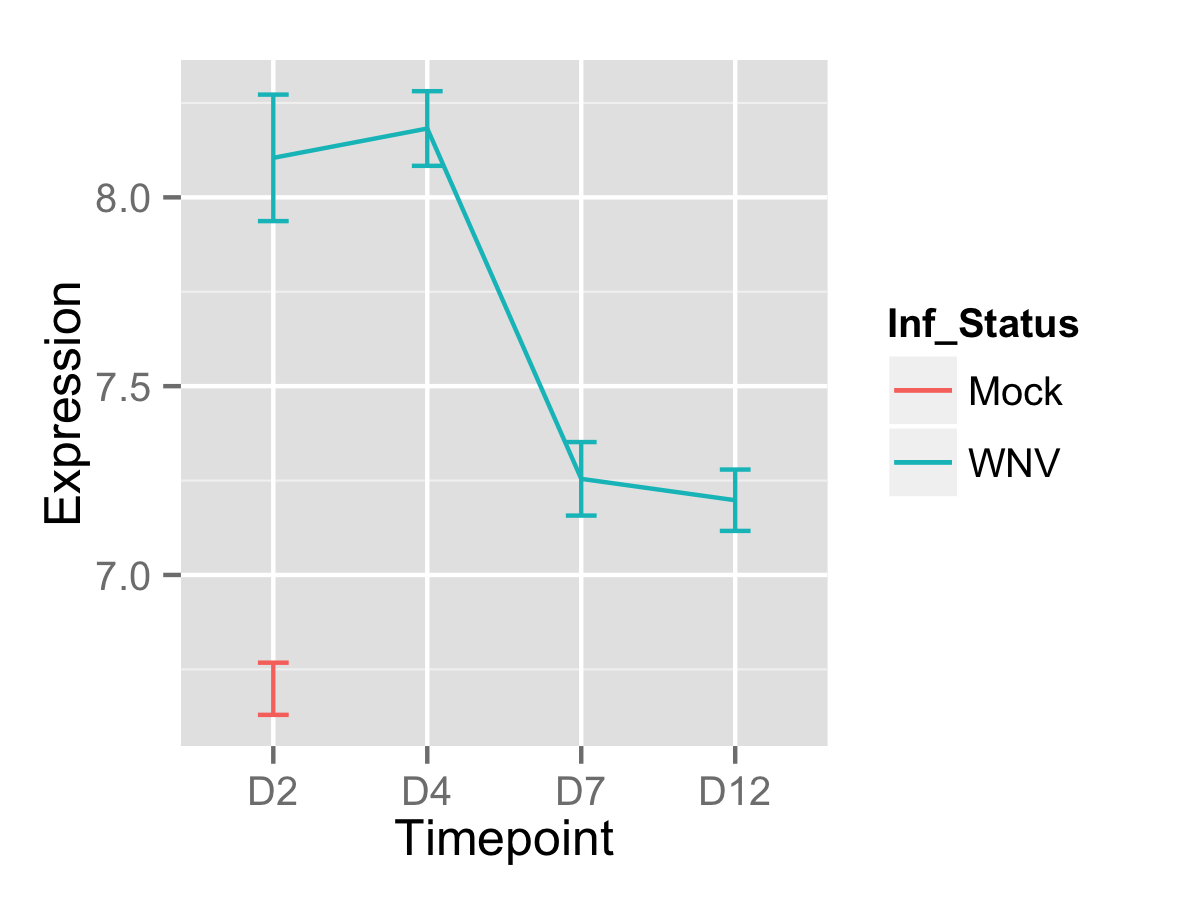 Expression
8.0
7.5
7.0
D2 D4 D7 D12
Timepoint
Inf_Status
Mock
WNV